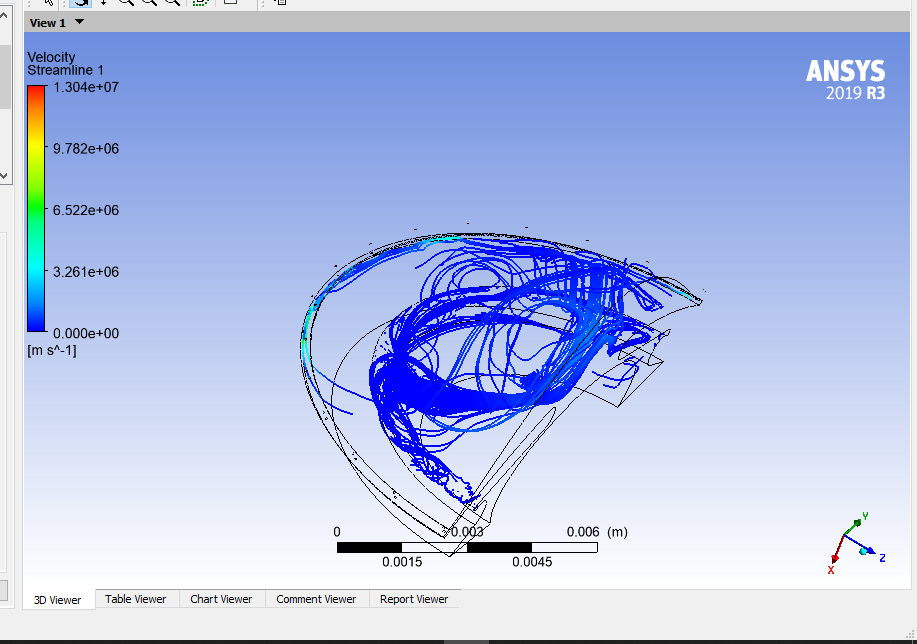 View 1
Velocity
Streamline 1
1.304e+07
9.782e+06
6.522e+06
3.261e+06
0.000e+00
[m s^-1]
ANSYS
2019 R3
0 0.003 0.006 (m)
0.0015 0.0045
Y
Z
X
3D Viewer Table Viewer Chart Viewer Comment Viewer Report Viewer